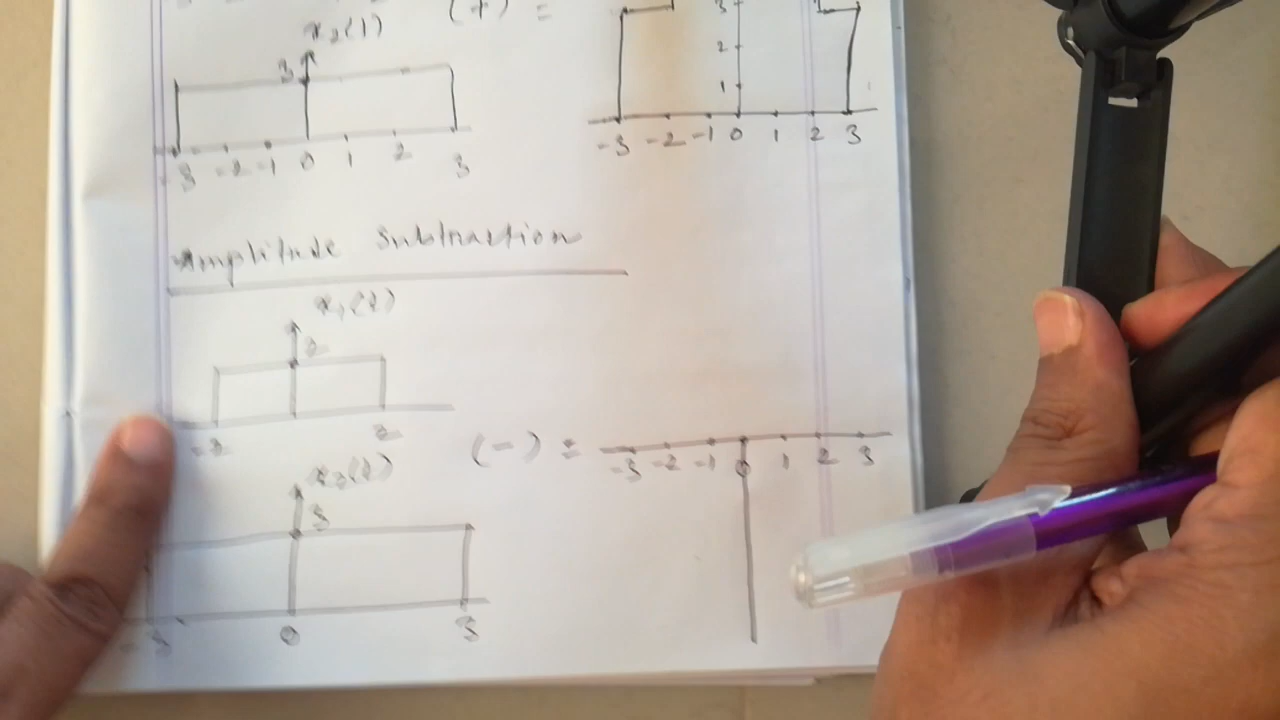 (+) =
x₂(t)
3
-3 -2 -1 0 1 2 3
3
2
1
-3 -2 -1 0 1 2 3
Amplitude subtraction
x₁(t)
2
-2 2
(-) =
-3 -2 -1 0 1 2 3
x₂(t)
3
-3 0 3